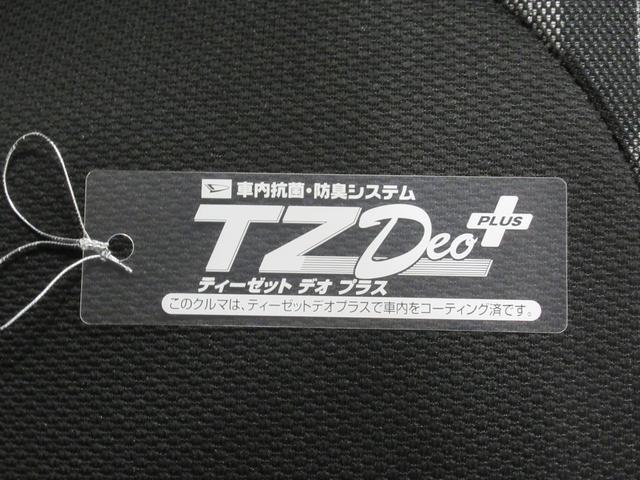 車内抗菌・防臭システム
TZ Deo PLUS
ティーゼット デオ プラス
このクルマは、ティーゼットデオプラスで車内をコーティング済です。